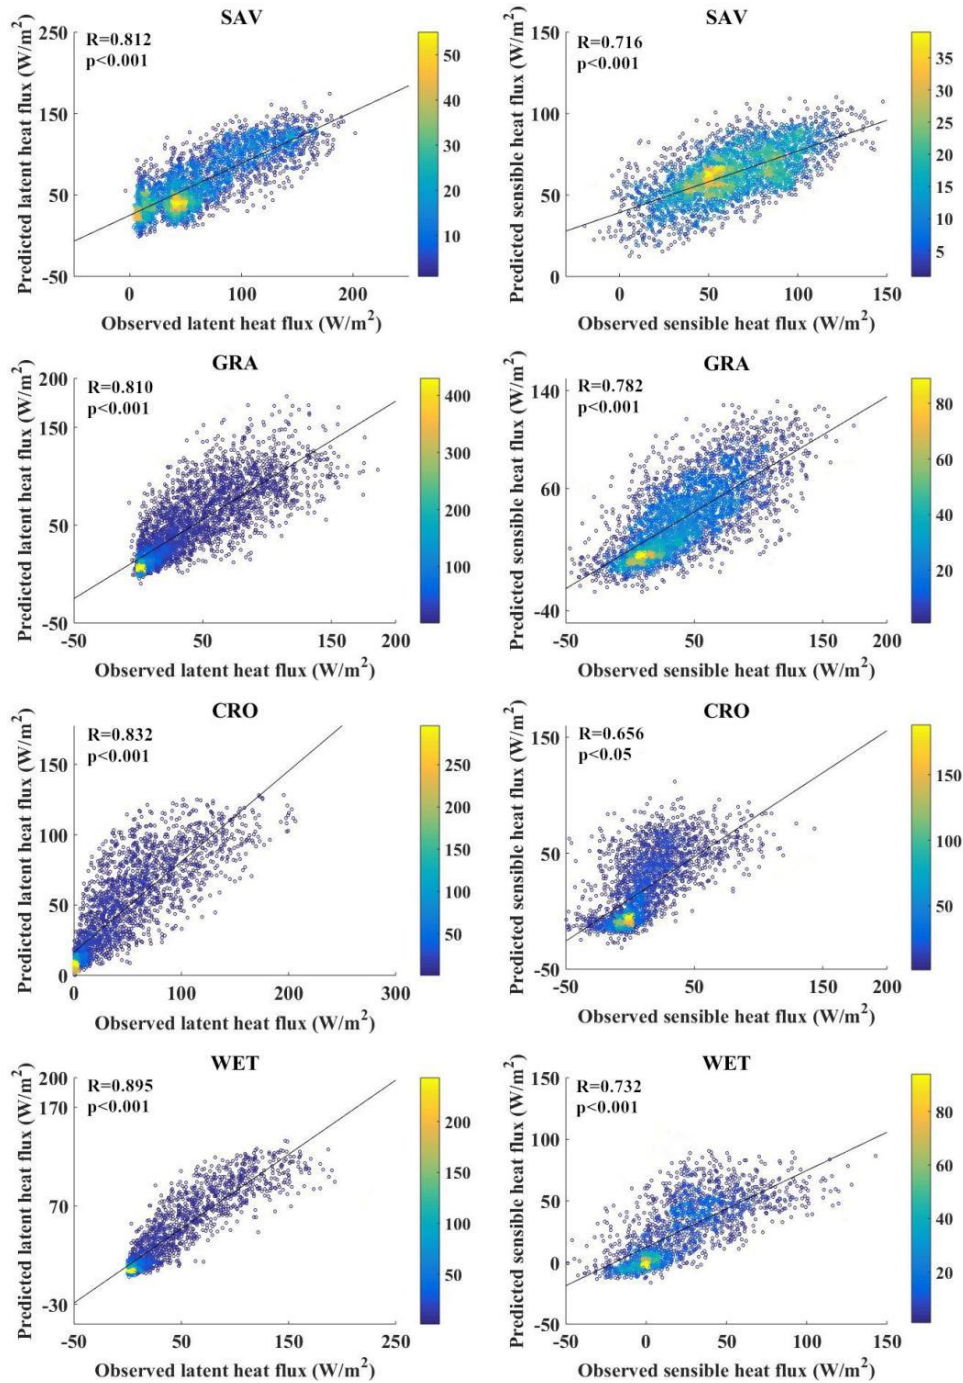 SAV
R=0.812
p<0.001
Predicted latent heat flux (W/m²)
250
150
50
-50
0
100
200
Observed latent heat flux (W/m²)
50
40
30
20
10
SAV
R=0.716
p<0.001
Predicted sensible heat flux (W/m²)
150
100
50
0
0
50
100
150
Observed sensible heat flux (W/m²)
35
30
25
20
15
10
5
GRA
R=0.810
p<0.001
Predicted latent heat flux (W/m²)
200
150
50
-50
-50
50
150
200
Observed latent heat flux (W/m²)
400
300
200
100
GRA
R=0.782
p<0.001
Predicted sensible heat flux (W/m²)
140
60
-40
-50
50
150
200
Observed sensible heat flux (W/m²)
80
60
40
20
CRO
R=0.832
p<0.001
Predicted latent heat flux (W/m²)
150
100
50
0
0
100
200
300
Observed latent heat flux (W/m²)
250
200
150
100
50
CRO
R=0.656
p<0.05
Predicted sensible heat flux (W/m²)
150
50
-50
-50
50
150
200
Observed sensible heat flux (W/m²)
150
100
50
WET
R=0.895
p<0.001
Predicted latent heat flux (W/m²)
200
170
70
-30
-50
50
150
250
Observed latent heat flux (W/m²)
200
150
100
50
WET
R=0.732
p<0.001
Predicted sensible heat flux (W/m²)
150
100
50
0
-50
0
50
100
150
Observed sensible heat flux (W/m²)
80
60
40
20